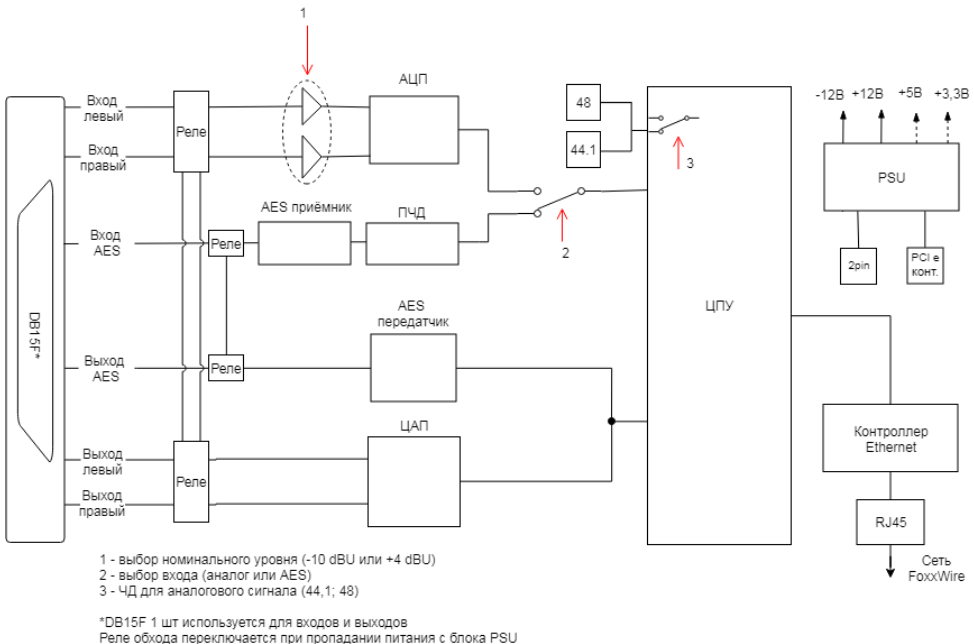 1
АЦП
Вход
левый
Реле
Вход
правый
48
44.1
3
-12В +12В +5В +3,3В
PSU
2pin
PCI e
конт.
AES приёмник
ПЧД
Вход
AES
Реле
2
DB15F*
ЦПУ
AES
передатчик
Выход
AES
Реле
ЦАП
Выход
левый
Реле
Выход
правый
Контроллер
Ethernet
RJ45
Сеть
FoxxWire
1 - выбор номинального уровня (-10 dBU или +4 dBU)
2 - выбор входа (аналог или AES)
3 - ЧД для аналогового сигнала (44,1; 48)
*DB15F 1 шт используется для входов и выходов
Реле обхода переключается при пропадании питания с блока PSU